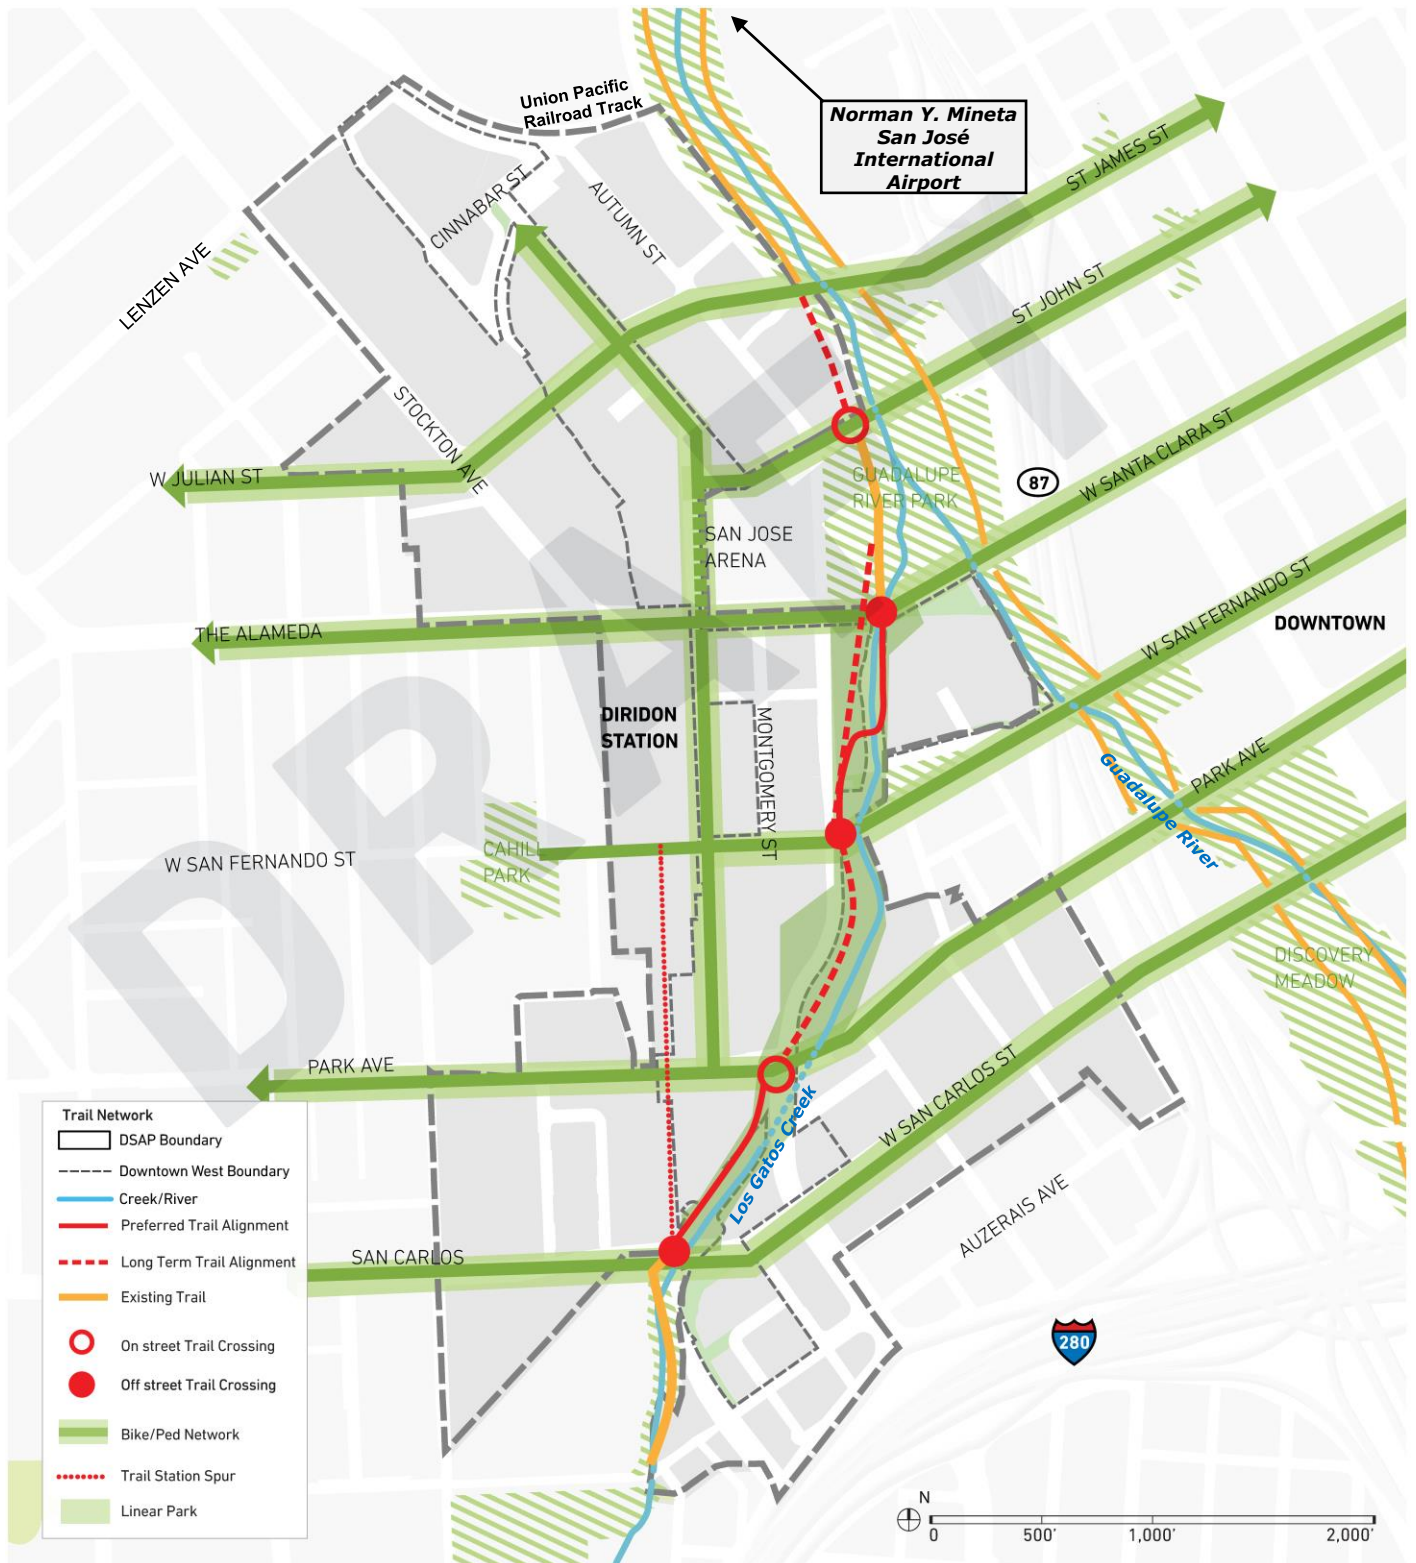 Union Pacific
Railroad Track
Norman Y. Mineta
San José
International
Airport
ST JAMES ST
CINNABAR ST
AUTUMN ST
LENZEN AVE
ST JOHN ST
STOCKTON AVE
W JULIAN ST
GUADALUPE
RIVER PARK
87
W SANTA CLARA ST
SAN JOSE
ARENA
THE ALAMEDA
W SAN FERNANDO ST
DOWNTOWN
DIRIDON
STATION
MONTGOMERY ST
PARK AVE
Guadalupe River
CAHILL
PARK
W SAN FERNANDO ST
DISCOVERY
MEADOW
PARK AVE
W SAN CARLOS ST
Los Gatos Creek
AUZERAIS AVE
SAN CARLOS
280
DRAFT
Trail Network
DSAP Boundary
Downtown West Boundary
Creek/River
Preferred Trail Alignment
Long Term Trail Alignment
Existing Trail
On street Trail Crossing
Off street Trail Crossing
Bike/Ped Network
Trail Station Spur
Linear Park
N
0 500' 1,000' 2,000'